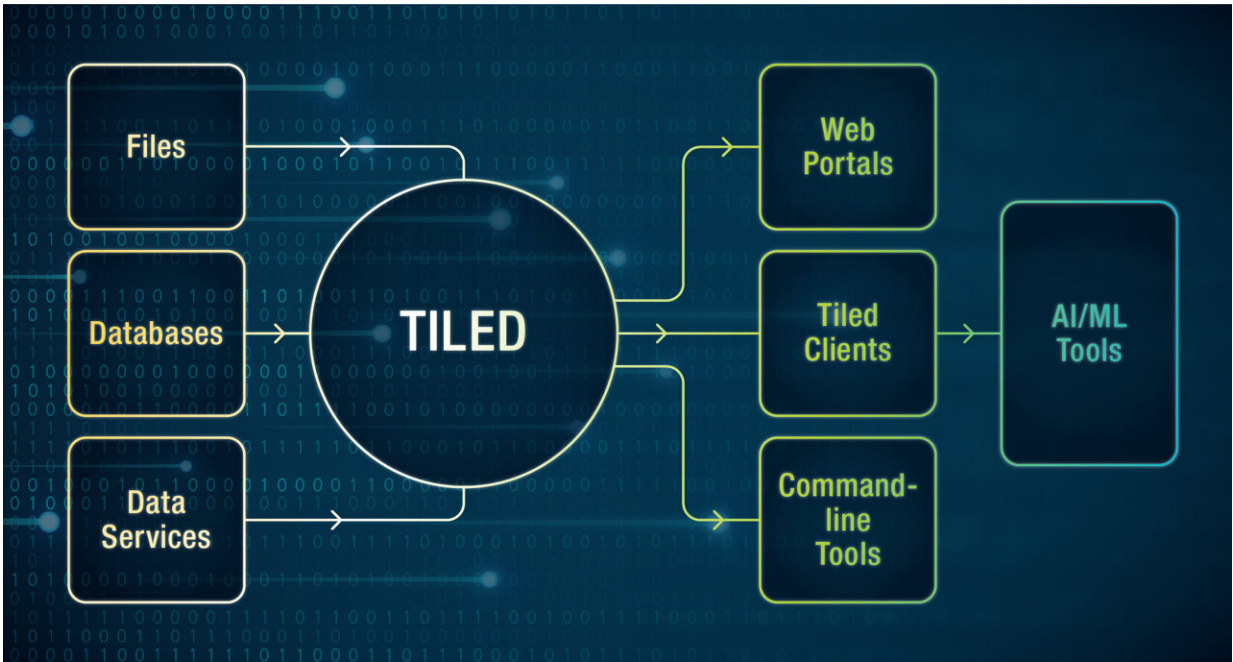 Files
Databases
Data
Services
TILED
Web
Portals
Tiled
Clients
Command-
line
Tools
AI/ML
Tools